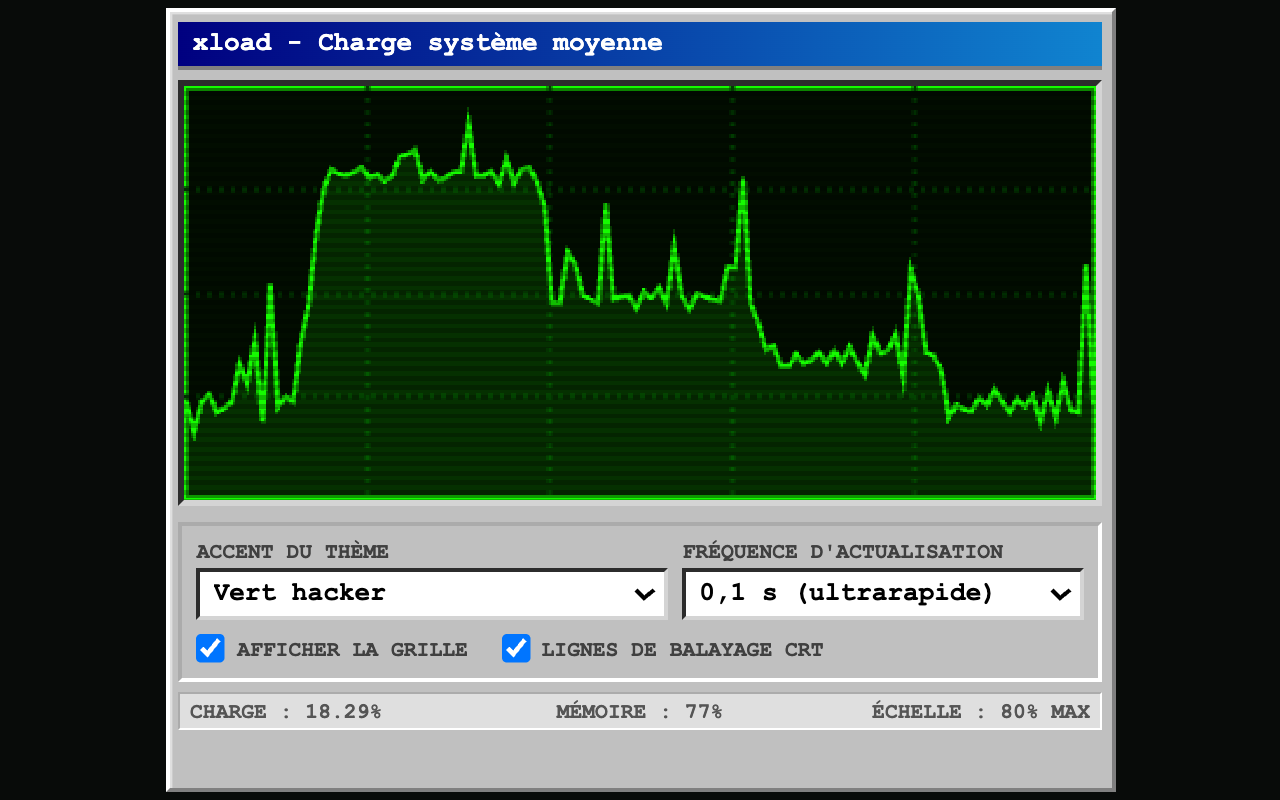 xload - Charge système moyenne
ACCENT DU THÈME
FRÉQUENCE D'ACTUALISATION
Vert hacker
0,1 s (ultrarapide)
AFFICHER LA GRILLE
LIGNES DE BALAYAGE CRT
CHARGE : 18.29%
MÉMOIRE : 77%
ÉCHELLE : 80% MAX